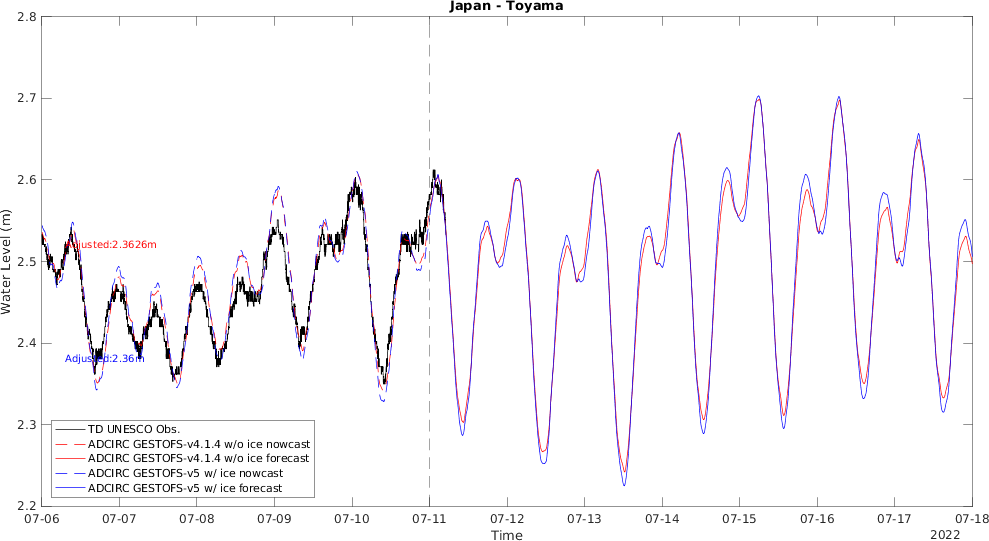 Japan - Toyama
2.8
2.7
2.6
2.5
2.4
2.3
2.2
Water Level (m)
Adjusted:2.3626m
Adjusted:2.36m
TD UNESCO Obs.
ADCIRC GESTOFS-v4.1.4 w/o ice nowcast
ADCIRC GESTOFS-v4.1.4 w/o ice forecast
ADCIRC GESTOFS-v5 w/ ice nowcast
ADCIRC GESTOFS-v5 w/ ice forecast
07-06 07-07 07-08 07-09 07-10 07-11 07-12 07-13 07-14 07-15 07-16 07-17 07-18
Time
2022